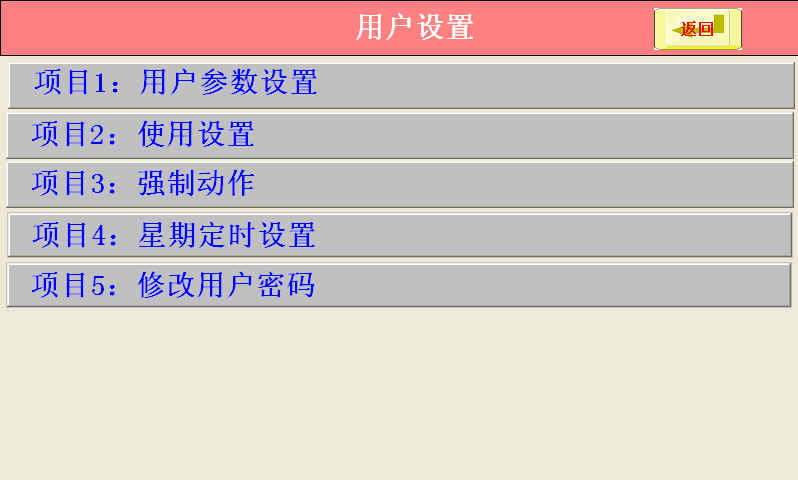 用户设置
返回
项目1：用户参数设置
项目2：使用设置
项目3：强制动作
项目4：星期定时设置
项目5：修改用户密码